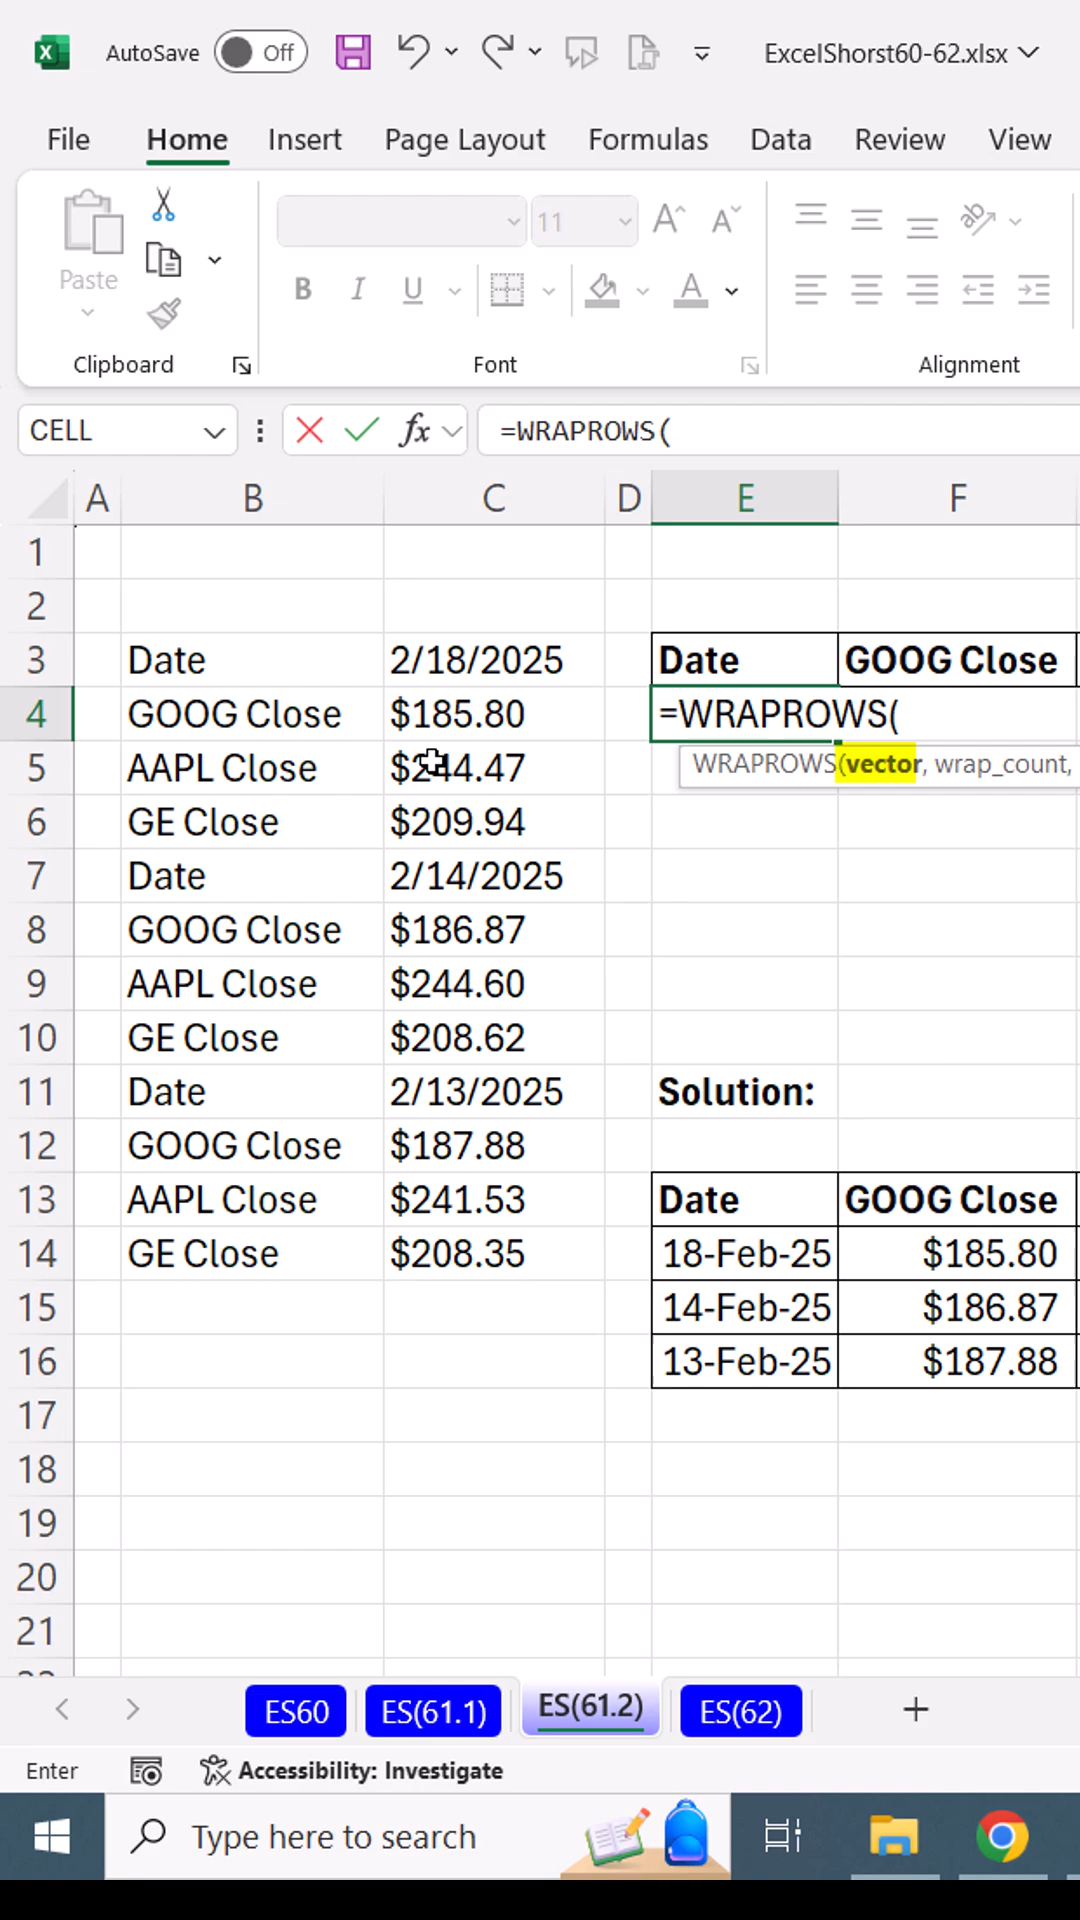 AutoSave Off ExcelShorst60-62.xlsx
File Home Insert Page Layout Formulas Data Review View
Paste 11 A A
B I U A
Clipboard Font Alignment
CELL fx =WRAPROWS(
A B C D E F
1
2
3 Date 2/18/2025 Date GOOG Close
4 GOOG Close $185.80 =WRAPROWS(
5 AAPL Close $244.47 WRAPROWS(vector, wrap_count,
6 GE Close $209.94
7 Date 2/14/2025
8 GOOG Close $186.87
9 AAPL Close $244.60
10 GE Close $208.62
11 Date 2/13/2025 Solution:
12 GOOG Close $187.88
13 AAPL Close $241.53 Date GOOG Close
14 GE Close $208.35 18-Feb-25 $185.80
15 14-Feb-25 $186.87
16 13-Feb-25 $187.88
17
18
19
20
21
ES60 ES(61.1) ES(61.2) ES(62)
Enter Accessibility: Investigate
Type here to search